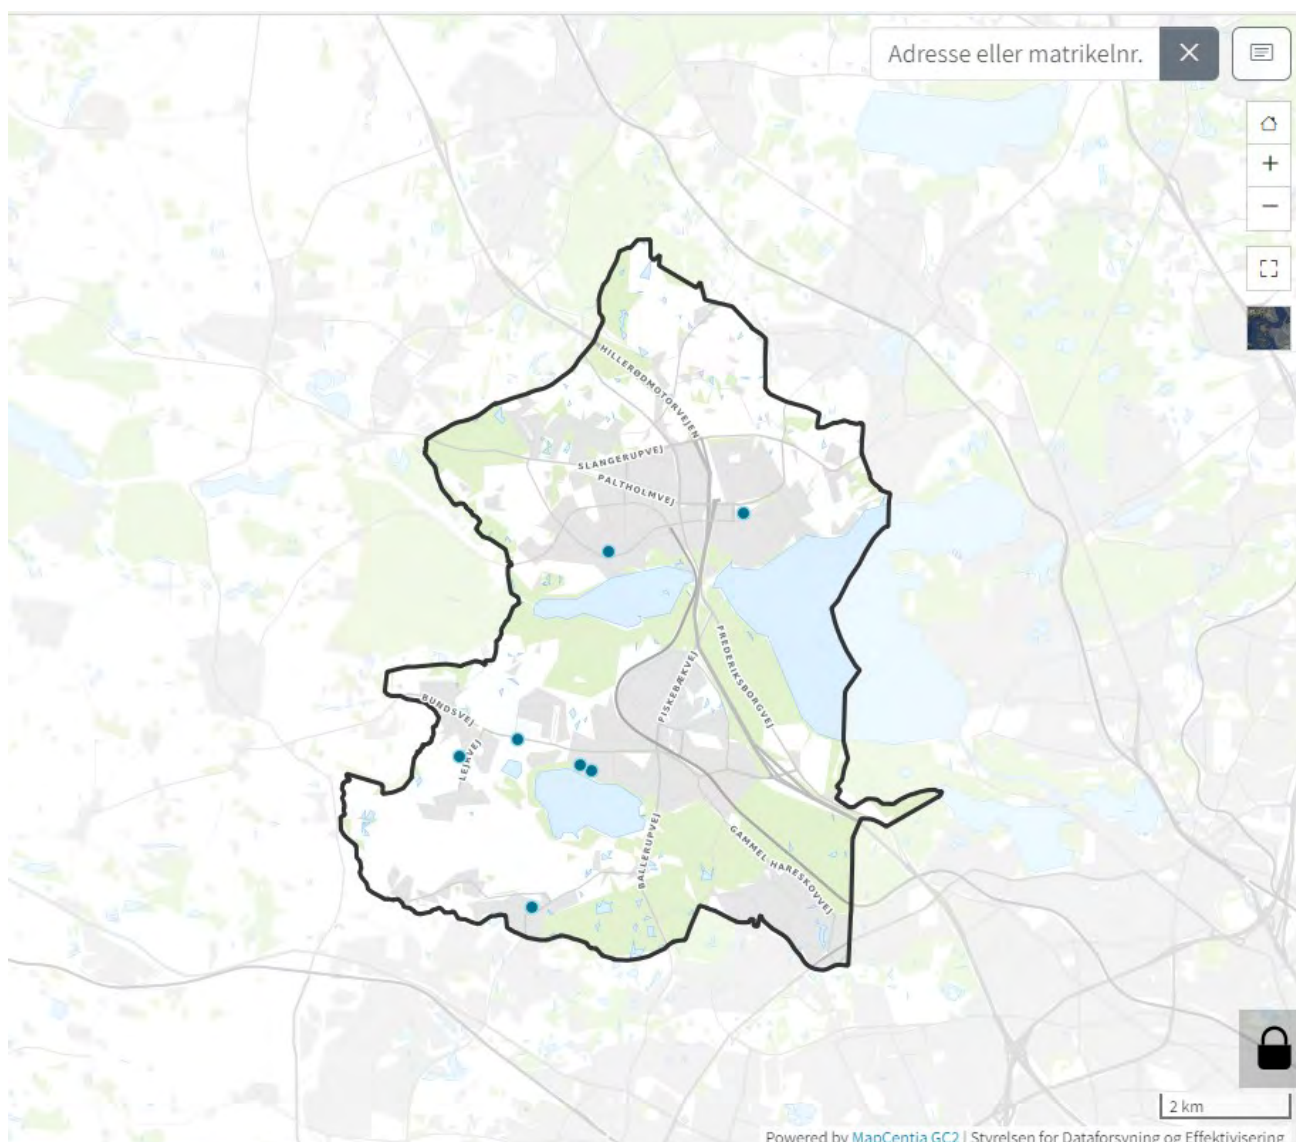 Adresse eller matrikelnr.
HILLERØDMOTORVEJEN
SLANGERUPVEJ
PALTHOLMVEJ
FREDERIKSBORGVEJ
FISKEBÆKVEJ
BUNDSVEJ
LEJRVEJ
BALLERUPVEJ
GAMMEL HARESKOVVEJ
2 km
Powered by MapCentia GC2 | Styrelsen for Dataforsyning og Effektivisering